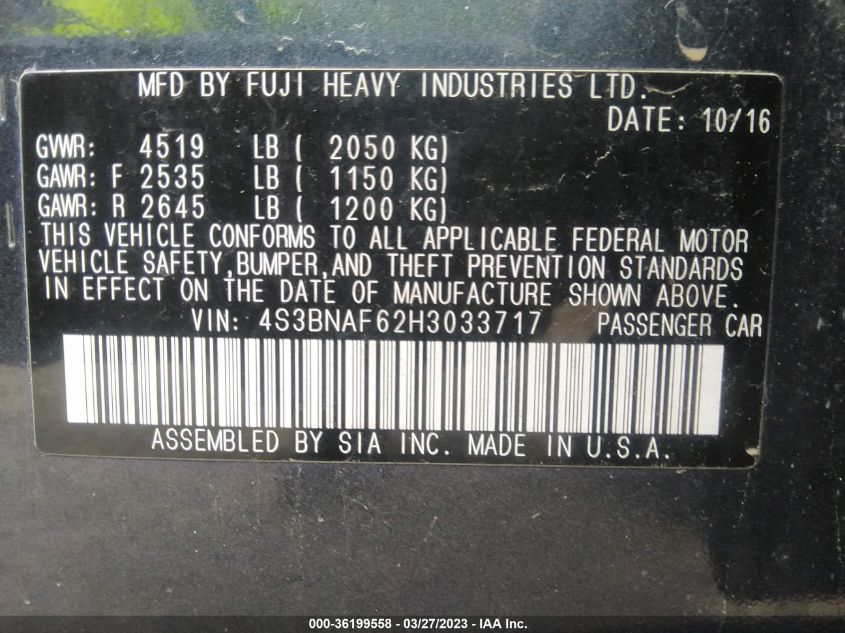 MFD BY FUJI HEAVY INDUSTRIES LTD.
DATE: 10/16
GVWR: 4519 LB ( 2050 KG)
GAWR: F 2535 LB ( 1150 KG)
GAWR: R 2645 LB ( 1200 KG)
THIS VEHICLE CONFORMS TO ALL APPLICABLE FEDERAL MOTOR
VEHICLE SAFETY,BUMPER,AND THEFT PREVENTION STANDARDS
IN EFFECT ON THE DATE OF MANUFACTURE SHOWN ABOVE.
VIN: 4S3BNAF62H3033717 PASSENGER CAR
ASSEMBLED BY SIA INC. MADE IN U.S.A.
000-36199558 - 03/27/2023 - IAA Inc.